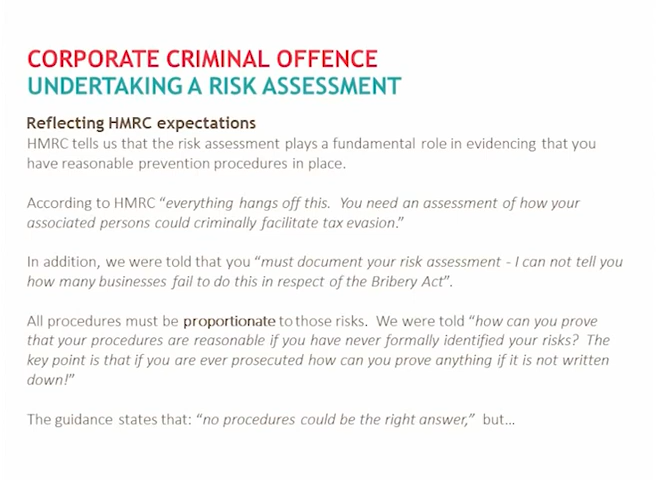 CORPORATE CRIMINAL OFFENCE
UNDERTAKING A RISK ASSESSMENT
Reflecting HMRC expectations
HMRC tells us that the risk assessment plays a fundamental role in evidencing that you
have reasonable prevention procedures in place.
According to HMRC “everything hangs off this.  You need an assessment of how your
associated persons could criminally facilitate tax evasion.”
In addition, we were told that you “must document your risk assessment - I can not tell you
how many businesses fail to do this in respect of the Bribery Act”.
All procedures must be proportionate to those risks.  We were told “how can you prove
that your procedures are reasonable if you have never formally identified your risks?  The
key point is that if you are ever prosecuted how can you prove anything if it is not written
down!”
The guidance states that: “no procedures could be the right answer,”  but…